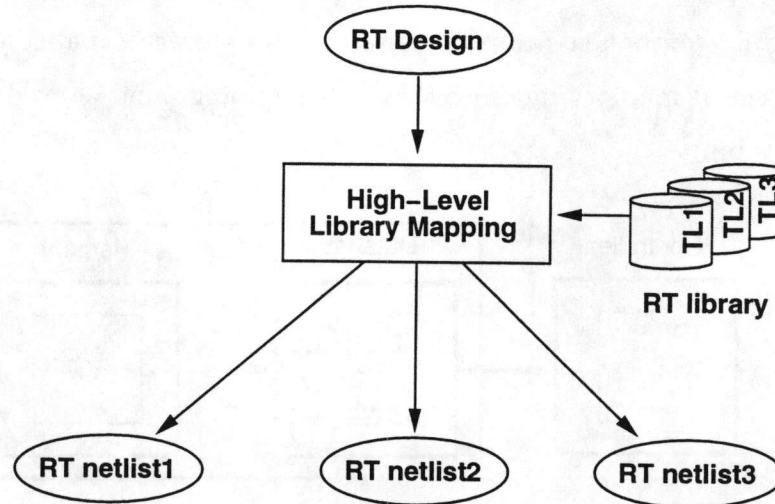 RT Design
High–Level
Library Mapping
TL1
TL2
TL3
RT library
RT netlist1
RT netlist2
RT netlist3